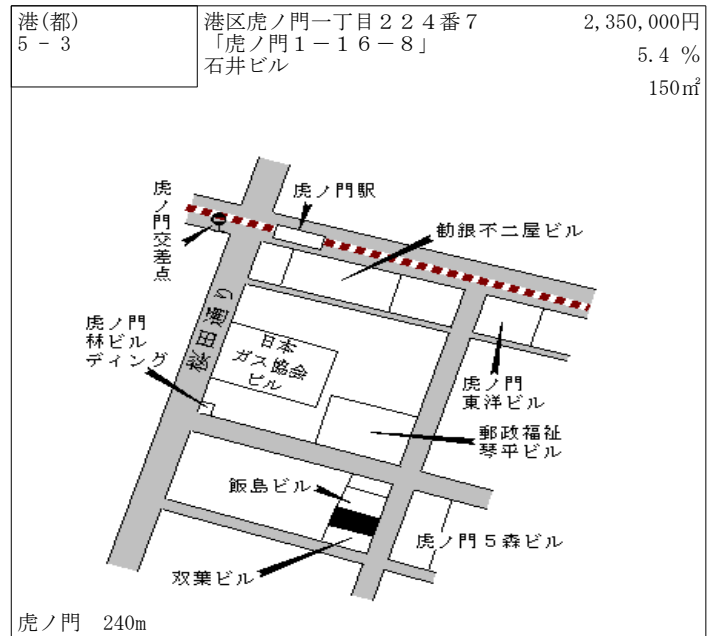 港(都)
5 - 3
港区虎ノ門一丁目２２４番７
「虎ノ門１－１６－８」
石井ビル
2,350,000円
5.4 %
150㎡
虎ノ門交差点
虎ノ門駅
勧銀不二屋ビル
桜田通り
虎ノ門
林ビル
ディング
日本
ガス協会
ビル
虎ノ門
東洋ビル
郵政福祉
琴平ビル
飯島ビル
虎ノ門５森ビル
双葉ビル
虎ノ門　240m